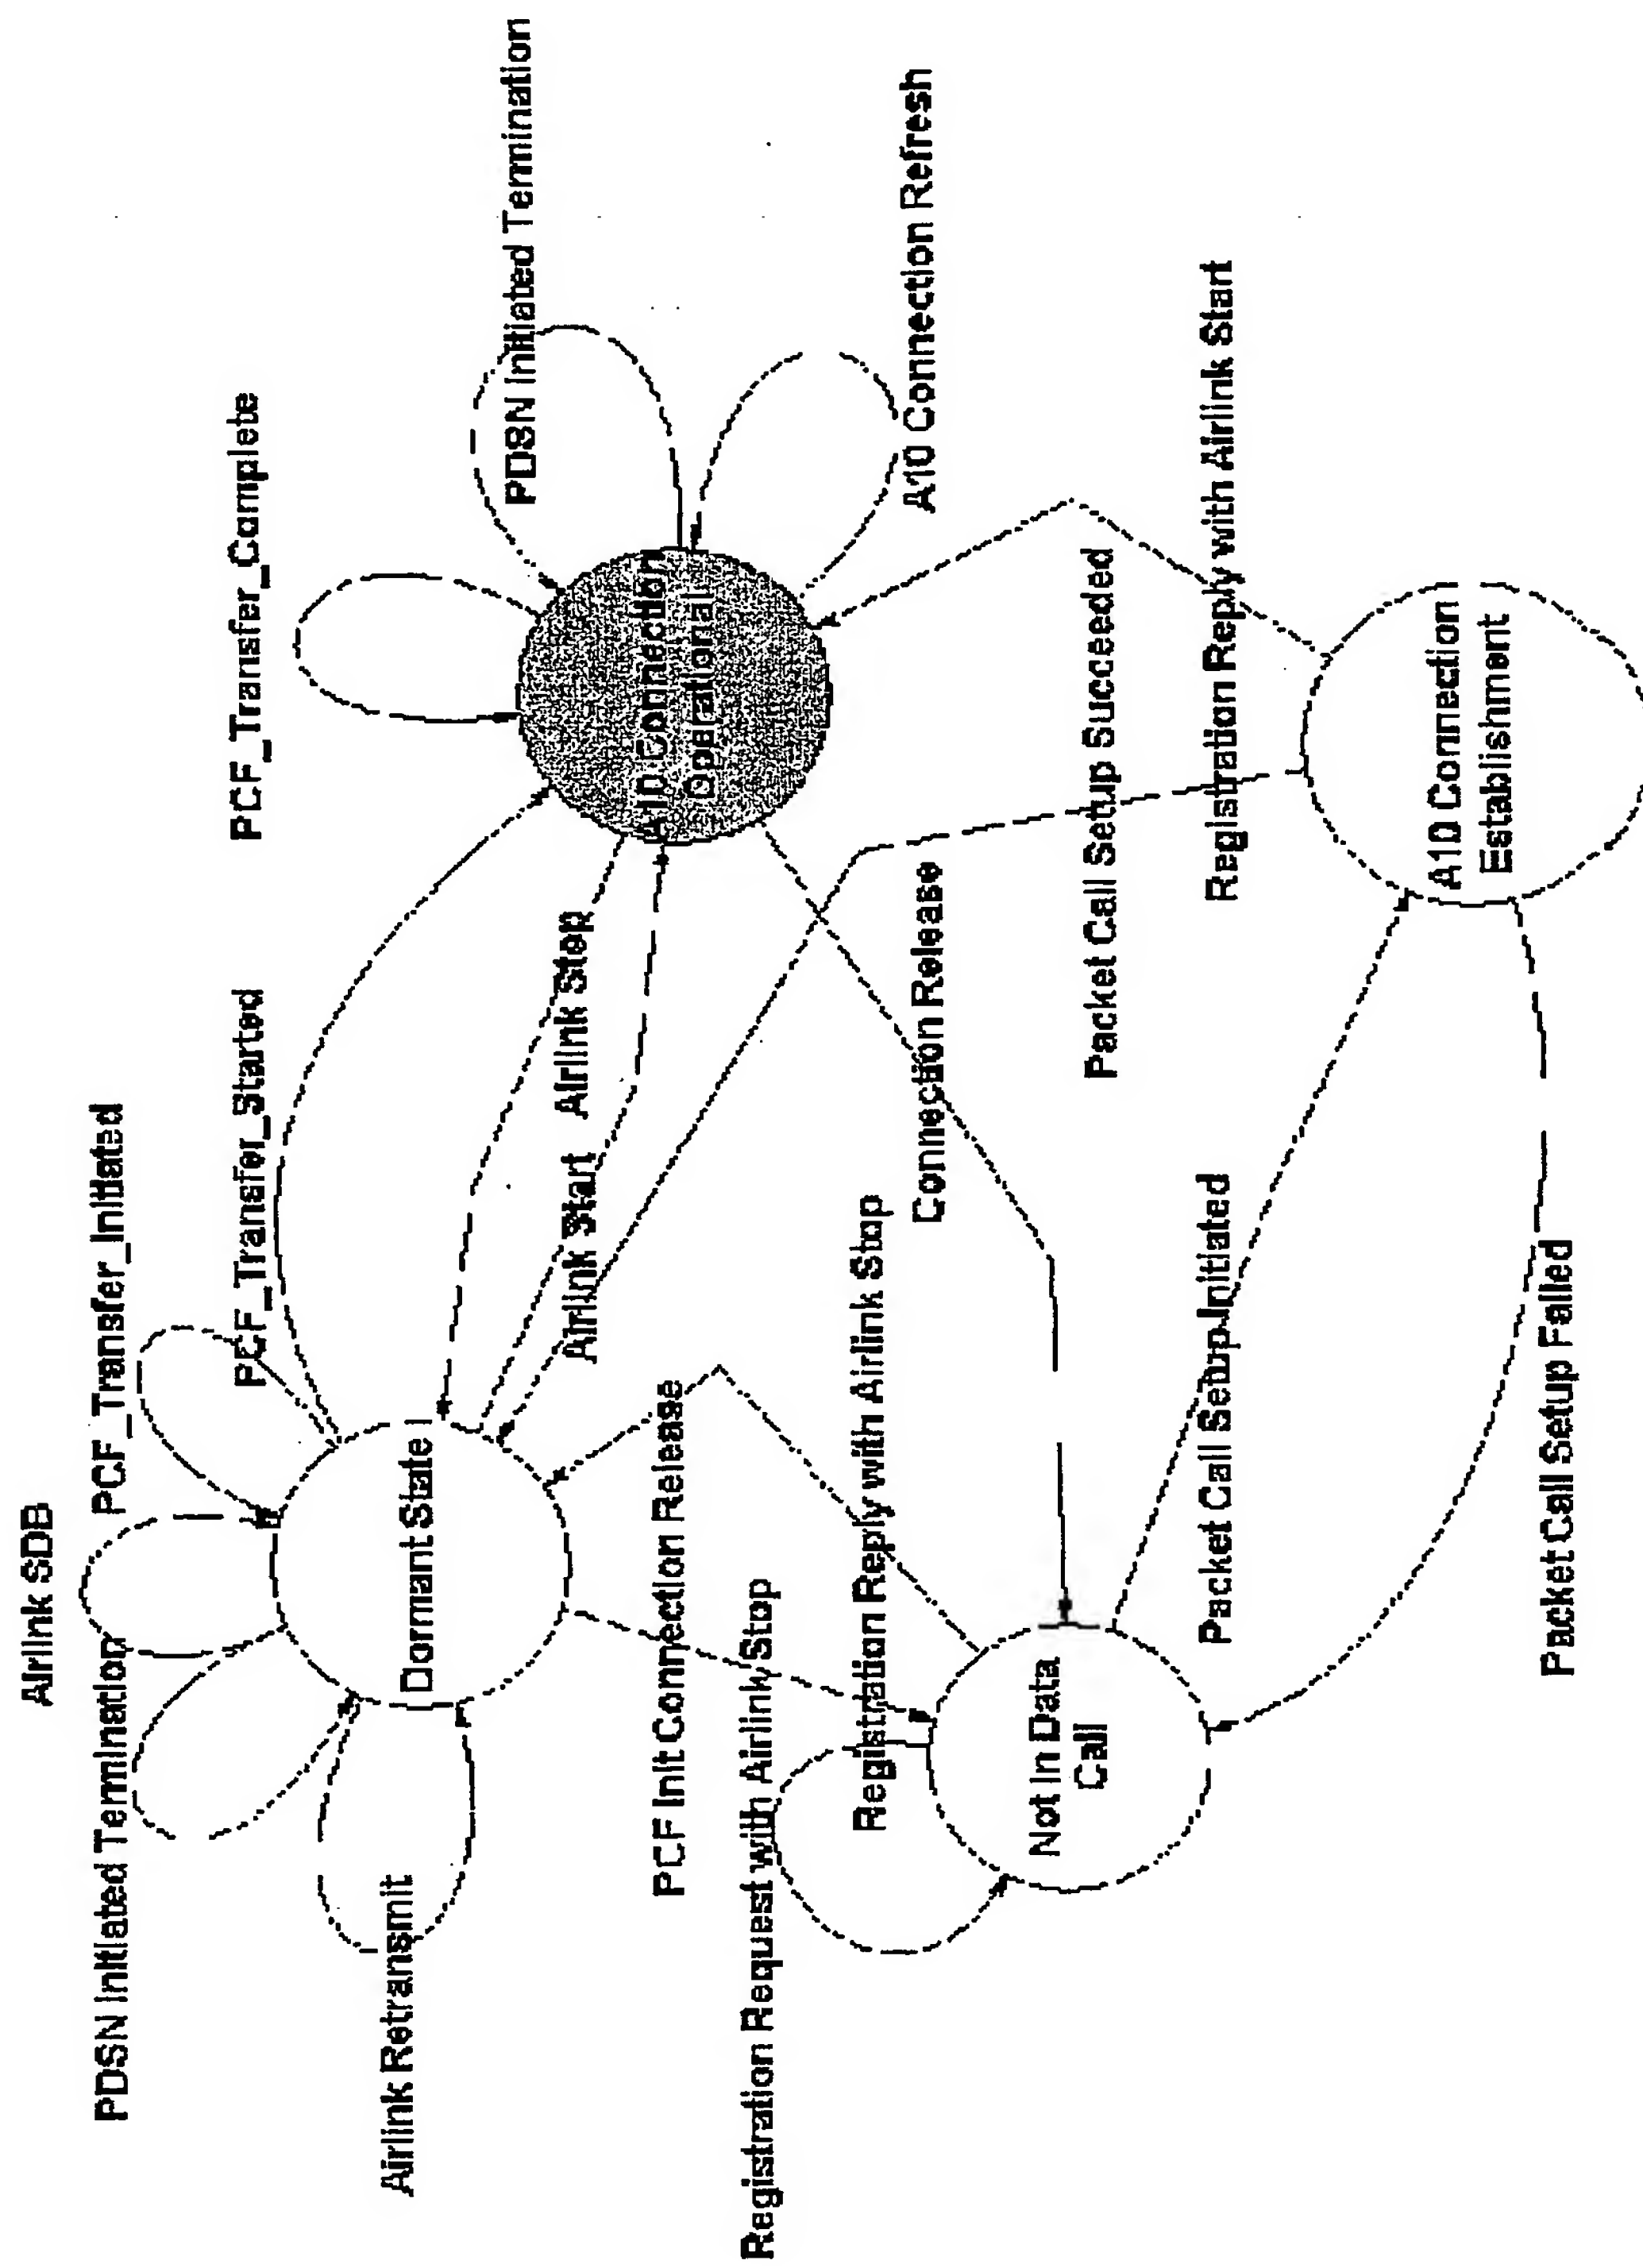 Airlink SDB
PDSN Initiated Termination
PCF_Transfer_Initiated
PCF_Transfer_Started
PCF_Transfer_Complete
Airlink Retransmit
Dormant State
Airlink Stop
Airlink Start
PDSN Initiated Termination
A10 Connection
Operational
A10 Connection Refresh
PCF Init Connection Release
Registration Request with Airlink Stop
Registration Reply with Airlink Stop
Connection Release
Not In Data
Call
Packet Call Setup Succeeded
Packet Call Setup Initiated
Registration Reply with Airlink Start
A10 Connection
Establishment
Packet Call Setup Failed